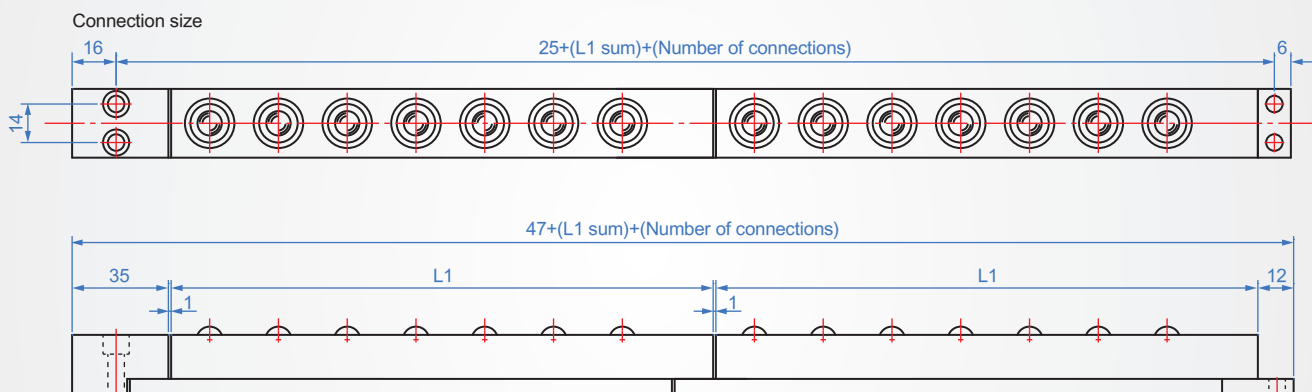 Connection size
16
25+(L1 sum)+(Number of connections)
6
14
47+(L1 sum)+(Number of connections)
35
L1
L1
12
1
1